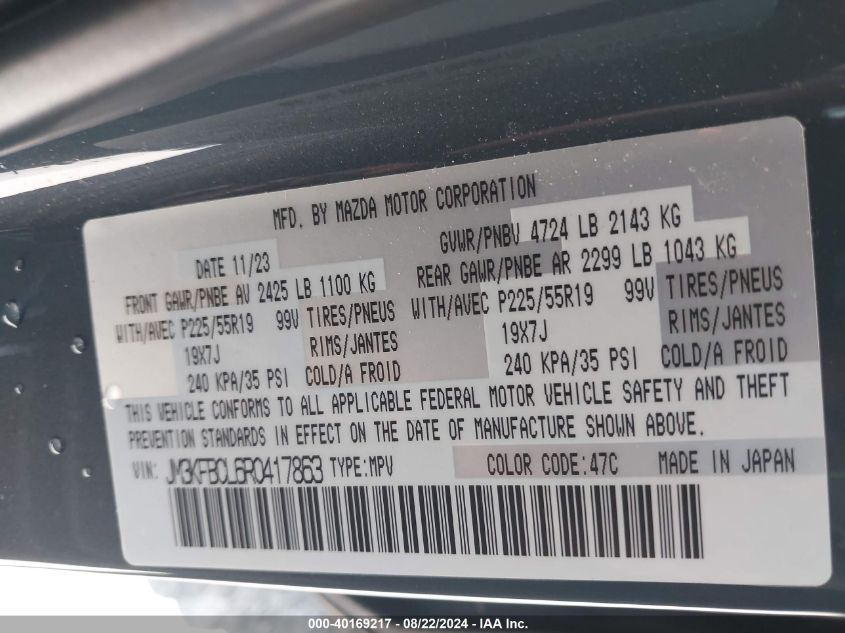 MFD. BY MAZDA MOTOR CORPORATION
DATE 11/23
GVWR/PNBV 4724 LB 2143 KG
FRONT GAWR/PNBE AV 2425 LB 1100 KG
REAR GAWR/PNBE AR 2299 LB 1043 KG
WITH/AVEC P225/55R19 99V TIRES/PNEUS
WITH/AVEC P225/55R19 99V TIRES/PNEUS
19X7J RIMS/JANTES
19X7J RIMS/JANTES
240 KPA/35 PSI COLD/A FROID
240 KPA/35 PSI COLD/A FROID
THIS VEHICLE CONFORMS TO ALL APPLICABLE FEDERAL MOTOR VEHICLE SAFETY AND THEFT
PREVENTION STANDARDS IN EFFECT ON THE DATE OF MANUFACTURE SHOWN ABOVE.
VIN: JM3KFBCL6R0417863 TYPE:MPV COLOR CODE:47C MADE IN JAPAN
000-40169217 - 08/22/2024 - IAA Inc.